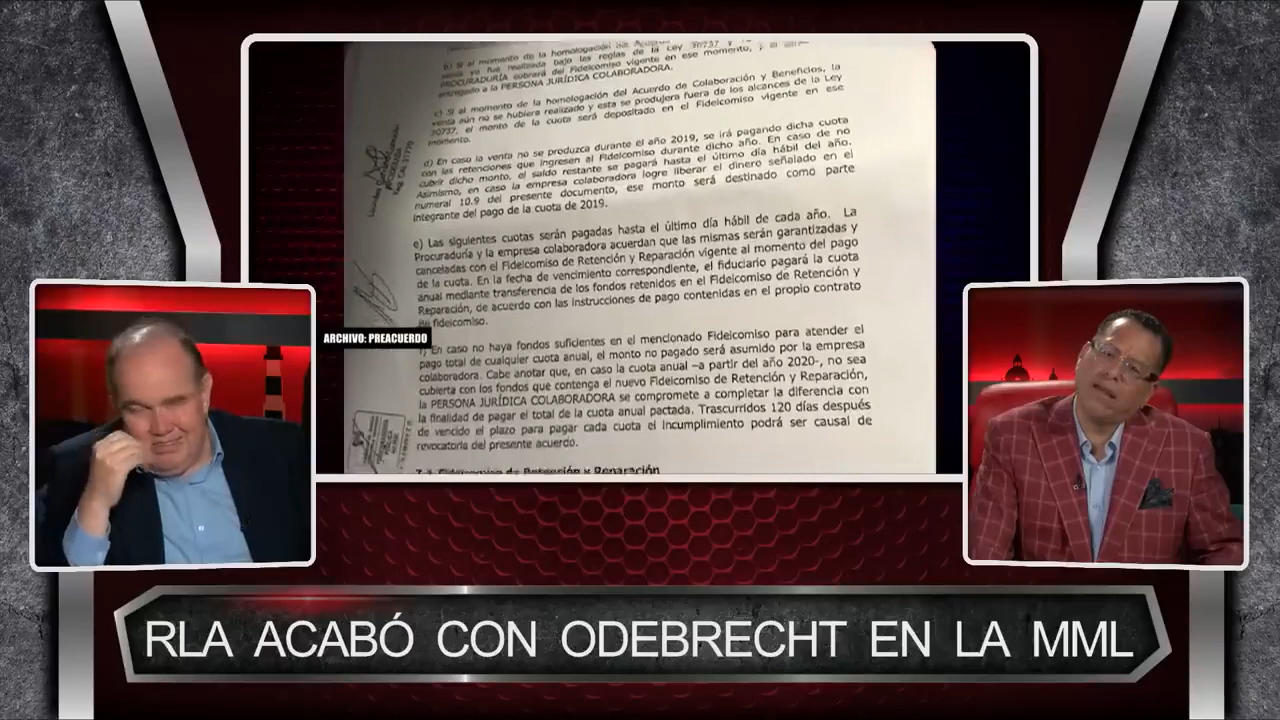 b) Si al momento de la homologación del Acuerdo
venta ya fue realizada bajo las reglas de la Ley 30737 y
PROCURADURÍA cobrará del Fideicomiso vigente en ese momento,
entregado a la PERSONA JURÍDICA COLABORADORA.
c) Si al momento de la homologación del Acuerdo de Colaboración y Beneficios, la
venta aún no se hubiera realizado y esta se produjera fuera de los alcances de la Ley
30737, el monto de la cuota será depositado en el Fideicomiso vigente en ese
momento.
d) En caso la venta no se produzca durante el año 2019, se irá pagando dicha cuota
con las retenciones que ingresen al Fideicomiso durante dicho año. En caso de no
cubrir dicho monto, el saldo restante se pagará hasta el último día hábil del año.
Asimismo, en caso la empresa colaboradora logre liberar el dinero señalado en el
numeral 10.9 del presente documento, ese monto será destinado como parte
integrante del pago de la cuota de 2019.
e) Las siguientes cuotas serán pagadas hasta el último día hábil de cada año. La
Procuraduría y la empresa colaboradora acuerdan que las mismas serán garantizadas y
canceladas con el Fideicomiso de Retención y Reparación vigente al momento del pago
de la cuota. En la fecha de vencimiento correspondiente, el fiduciario pagará la cuota
anual mediante transferencia de los fondos retenidos en el Fideicomiso de Retención y
Reparación, de acuerdo con las instrucciones de pago contenidas en el propio contrato
de fideicomiso.
ARCHIVO: PREACUERDO
f) En caso no haya fondos suficientes en el mencionado Fideicomiso para atender el
pago total de cualquier cuota anual, el monto no pagado será asumido por la empresa
colaboradora. Cabe anotar que, en caso la cuota anual –a partir del año 2020-, no sea
cubierta con los fondos que contenga el nuevo Fideicomiso de Retención y Reparación,
la PERSONA JURÍDICA COLABORADORA se compromete a completar la diferencia con
la finalidad de pagar el total de la cuota anual pactada. Trascurridos 120 días después
de vencido el plazo para pagar cada cuota el incumplimiento podrá ser causal de
revocatoria del presente acuerdo.
Fideicomiso de Retención y Reparación
RLA ACABÓ CON ODEBRECHT EN LA MML